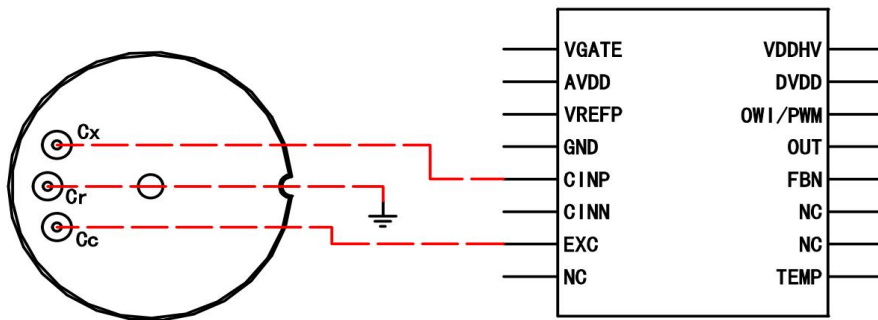 Cx
Cr
Cc
VGATE VDDHV
AVDD DVDD
VREFP OWI/PWM
GND OUT
CINP FBN
CINN NC
EXC NC
NC TEMP